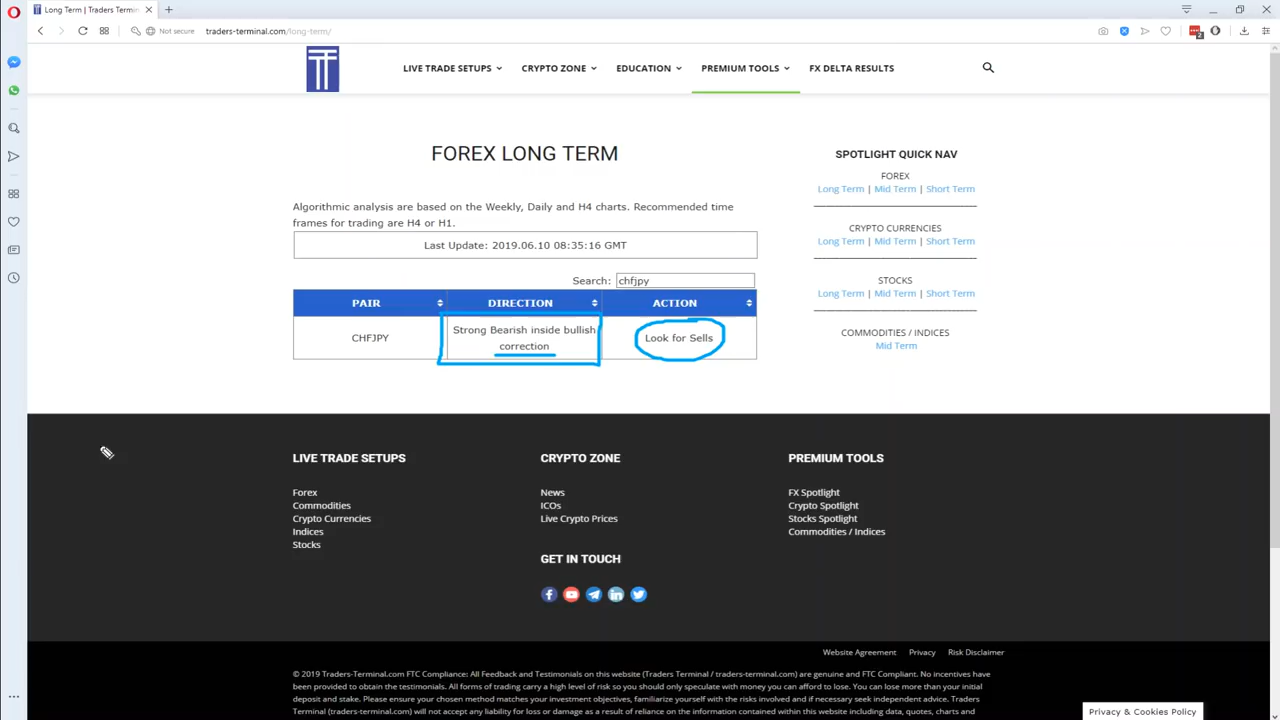 Long Term | Traders Termin
Not secure
traders-terminal.com/long-term/
LIVE TRADE SETUPS
CRYPTO ZONE
EDUCATION
PREMIUM TOOLS
FX DELTA RESULTS
FOREX LONG TERM
Algorithmic analysis are based on the Weekly, Daily and H4 charts. Recommended time
frames for trading are H4 or H1.
Last Update: 2019.06.10 08:35:16 GMT
Search: chfjpy
PAIR DIRECTION ACTION
CHFJPY
Strong Bearish inside bullish
correction
Look for Sells
SPOTLIGHT QUICK NAV
FOREX
Long Term | Mid Term | Short Term
CRYPTO CURRENCIES
Long Term | Mid Term | Short Term
STOCKS
Long Term | Mid Term | Short Term
COMMODITIES / INDICES
Mid Term
LIVE TRADE SETUPS
Forex
Commodities
Crypto Currencies
Indices
Stocks
CRYPTO ZONE
News
ICOs
Live Crypto Prices
GET IN TOUCH
PREMIUM TOOLS
FX Spotlight
Crypto Spotlight
Stocks Spotlight
Commodities / Indices
Website Agreement Privacy Risk Disclaimer
© 2019 Traders-Terminal.com FTC Compliance: All Feedback and Testimonials on this website (Traders Terminal / traders-terminal.com) are genuine and FTC Compliant. No incentives have
been provided to obtain the testimonials. All forms of trading carry a high level of risk so you should only speculate with money you can afford to lose. You can lose more than your initial
deposit and stake. Please ensure your chosen method matches your investment objectives, familiarize yourself with the risks involved and if necessary seek independent advice. Traders
Terminal (traders-terminal.com) will not accept any liability for loss or damage as a result of reliance on the information contained within this website including data, quotes, charts and
Privacy & Cookies Policy